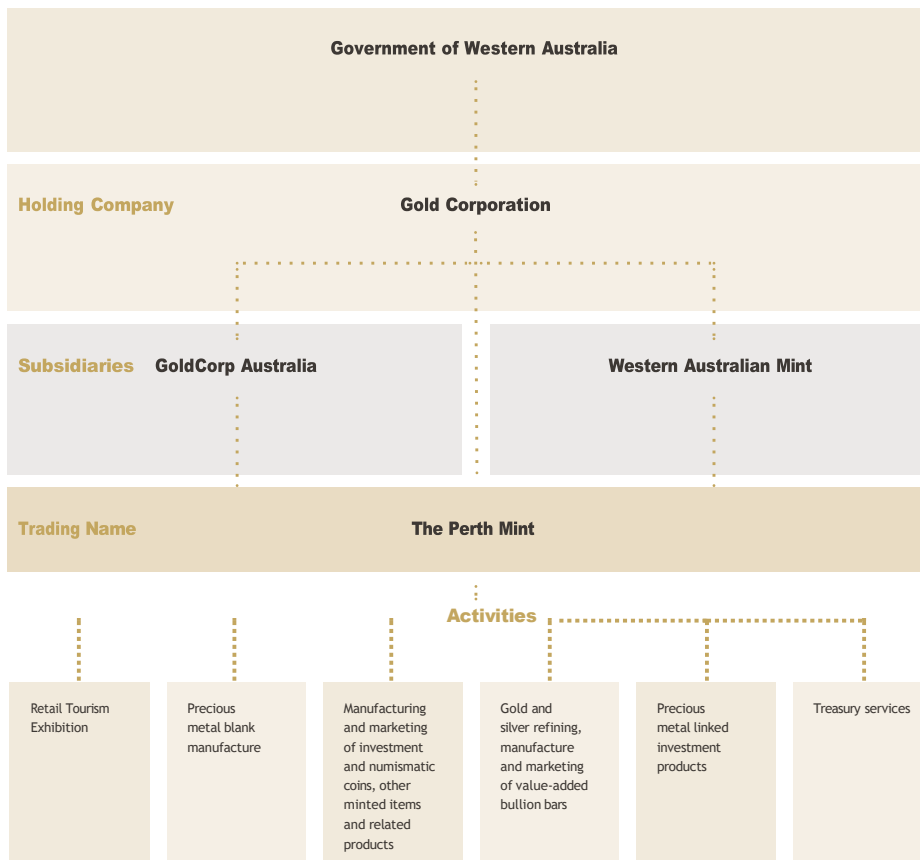 Government of Western Australia
Holding Company
Gold Corporation
Subsidiaries
GoldCorp Australia
Western Australian Mint
Trading Name
The Perth Mint
Activities
Retail Tourism
Exhibition
Precious
metal blank
manufacture
Manufacturing
and marketing
of investment
and numismatic
coins, other
minted items
and related
products
Gold and
silver refining,
manufacture
and marketing
of value-added
bullion bars
Precious
metal linked
investment
products
Treasury services